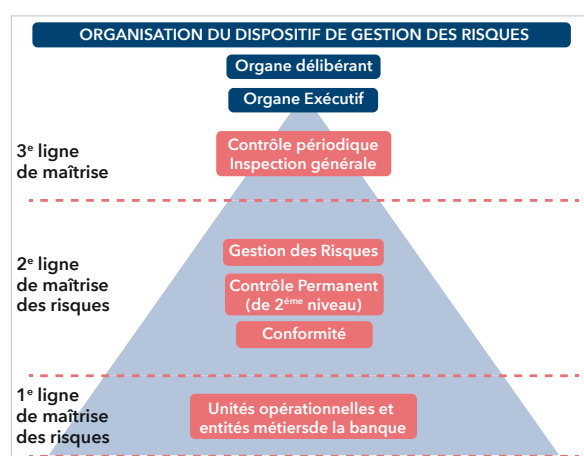 ORGANISATION DU DISPOSITIF DE GESTION DES RISQUES
Organe délibérant
Organe Exécutif
3e ligne
de maîtrise
Contrôle périodique
Inspection générale
2e ligne
de maîtrise
des risques
Gestion des Risques
Contrôle Permanent
(de 2éme niveau)
Conformité
1e ligne
de maîtrise
des risques
Unités opérationnelles et
entités métiersde la banque